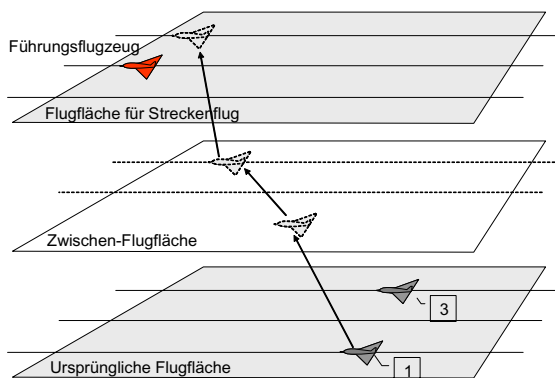 Führungsflugzeug
Flugfläche für Streckenflug
Zwischen-Flugfläche
3
Ursprüngliche Flugfläche
1